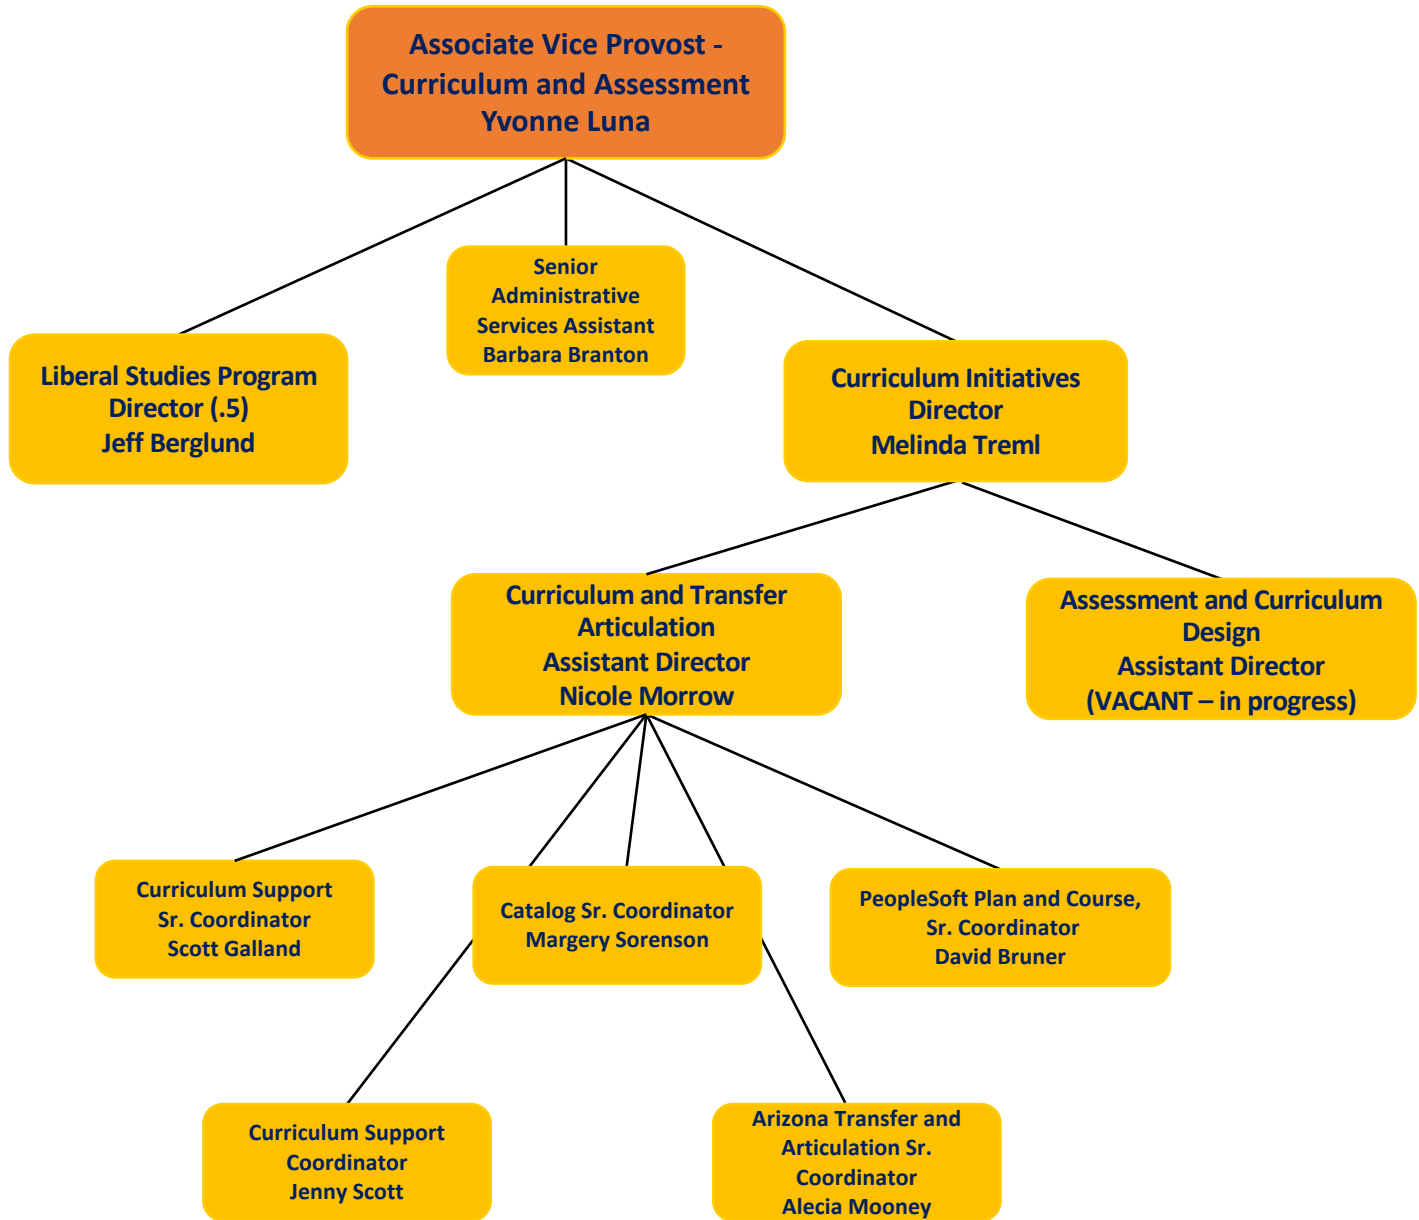 Associate Vice Provost -
Curriculum and Assessment
Yvonne Luna
Senior
Administrative
Services Assistant
Barbara Branton
Liberal Studies Program
Director (.5)
Jeff Berglund
Curriculum Initiatives
Director
Melinda Treml
Curriculum and Transfer
Articulation
Assistant Director
Nicole Morrow
Assessment and Curriculum
Design
Assistant Director
(VACANT – in progress)
Curriculum Support
Sr. Coordinator
Scott Galland
Catalog Sr. Coordinator
Margery Sorenson
PeopleSoft Plan and Course,
Sr. Coordinator
David Bruner
Curriculum Support
Coordinator
Jenny Scott
Arizona Transfer and
Articulation Sr.
Coordinator
Alecia Mooney